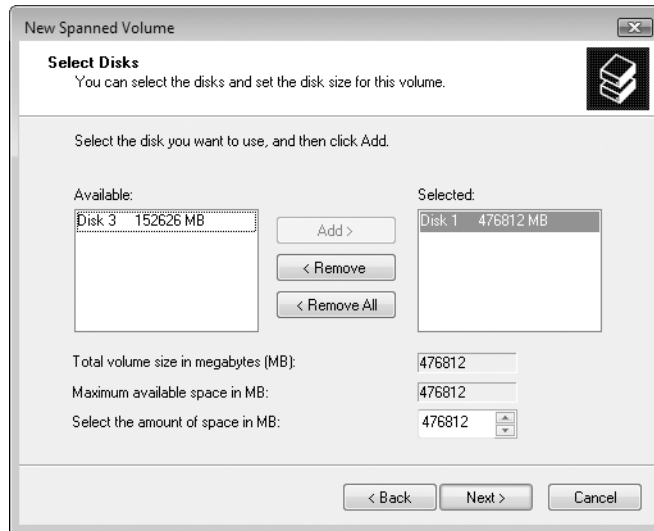 New Spanned Volume
Select Disks
You can select the disks and set the disk size for this volume.
Select the disk you want to use, and then click Add.
Available:
Selected:
Disk 3 152626 MB
Disk 1 476812 MB
Add >
< Remove
< Remove All
Total volume size in megabytes (MB): 476812
Maximum available space in MB: 476812
Select the amount of space in MB: 476812
< Back Next > Cancel